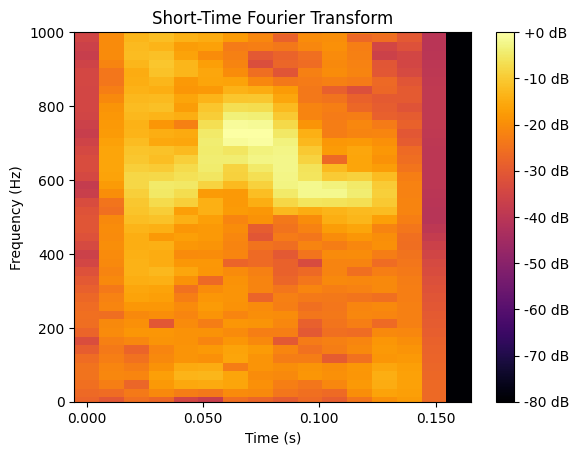 Short-Time Fourier Transform
1000
800
600
400
200
0
Frequency (Hz)
0.000
0.050
0.100
0.150
Time (s)
+0 dB
-10 dB
-20 dB
-30 dB
-40 dB
-50 dB
-60 dB
-70 dB
-80 dB